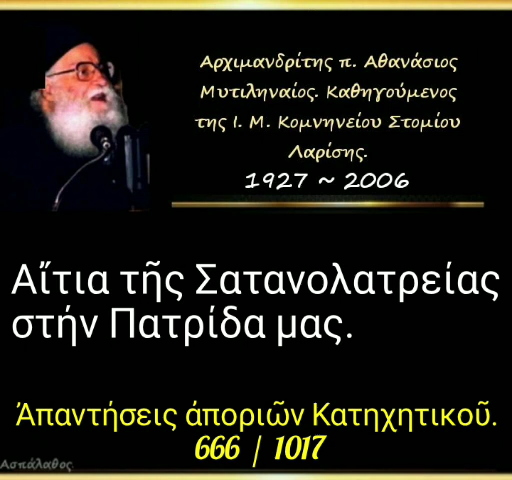 Αρχιμανδρίτης π. Αθανάσιος
Μυτιληναίος. Καθηγούμενος
της Ι. Μ. Κομνηνείου Στομίου
Λαρίσης.
1927 ~ 2006
Αἴτια τῆς Σατανολατρείας
στήν Πατρίδα μας.
Ἀπαντήσεις ἀποριῶν Κατηχητικοῦ.
666 | 1017
Ασπάλαθος.